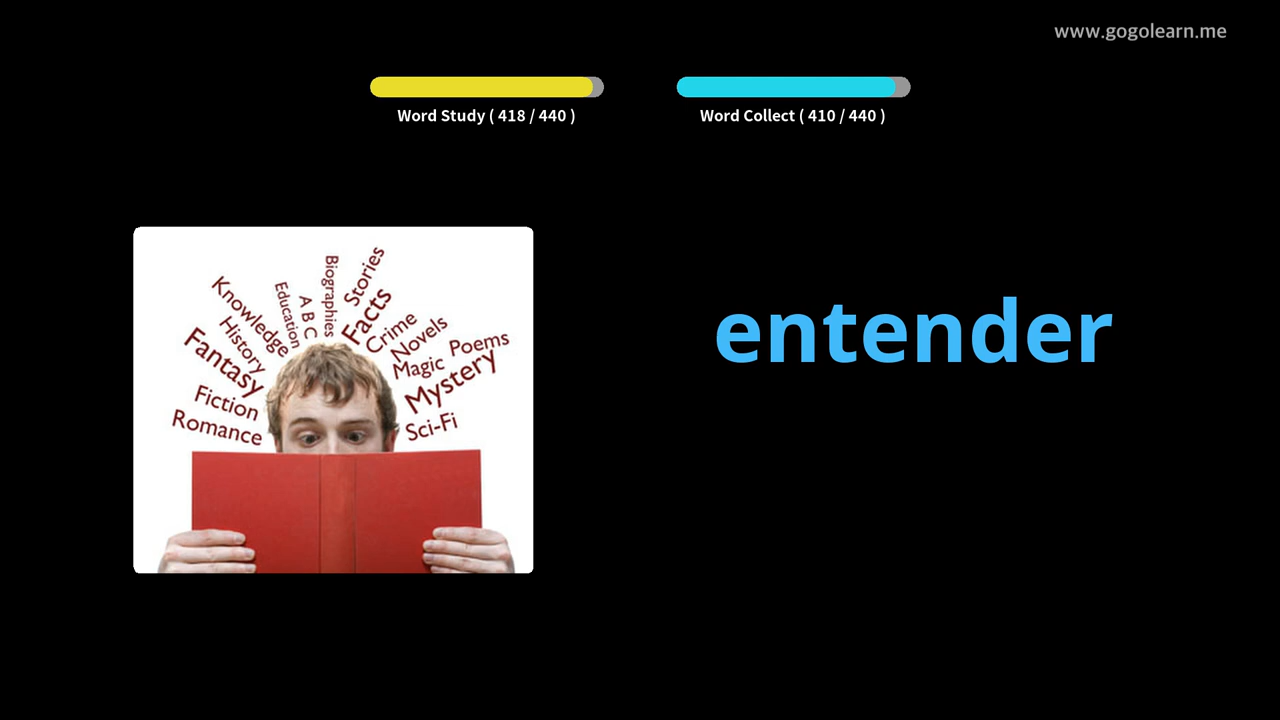 www.gogolearn.me
Word Study ( 418 / 440 )
Word Collect ( 410 / 440 )
Biographies
Stories
Education
A B C
Facts
Knowledge
Crime
History
Novels
Fantasy
Magic
Poems
Mystery
Fiction
Romance
Sci-Fi
entender